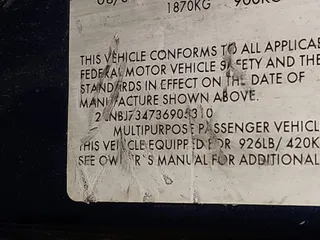 1870KG 900KG
THIS VEHICLE CONFORMS TO ALL APPLICAB
FEDERAL MOTOR VEHICLE SAFETY AND THE
STANDARDS IN EFFECT ON THE DATE OF
MANUFACTURE SHOWN ABOVE.
MULTIPURPOSE PASSENGER VEHICL
THIS VEHICLE EQUIPPED FOR 926LB/ 420K
SEE OWNER'S MANUAL FOR ADDITIONAL